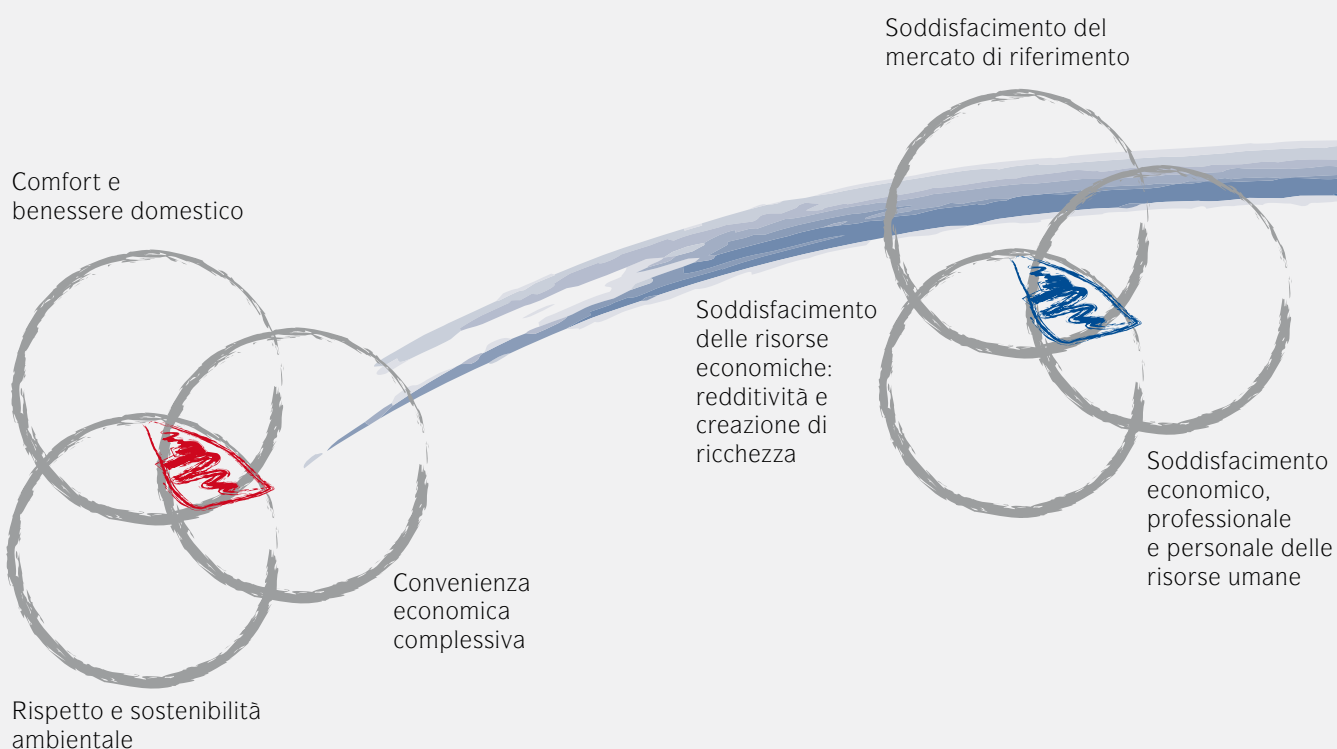 Comfort e
benessere domestico
Convenienza
economica
complessiva
Rispetto e sostenibilità
ambientale
Soddisfacimento del
mercato di riferimento
Soddisfacimento
delle risorse
economiche:
redditività e
creazione di
ricchezza
Soddisfacimento
economico,
professionale
e personale delle
risorse umane